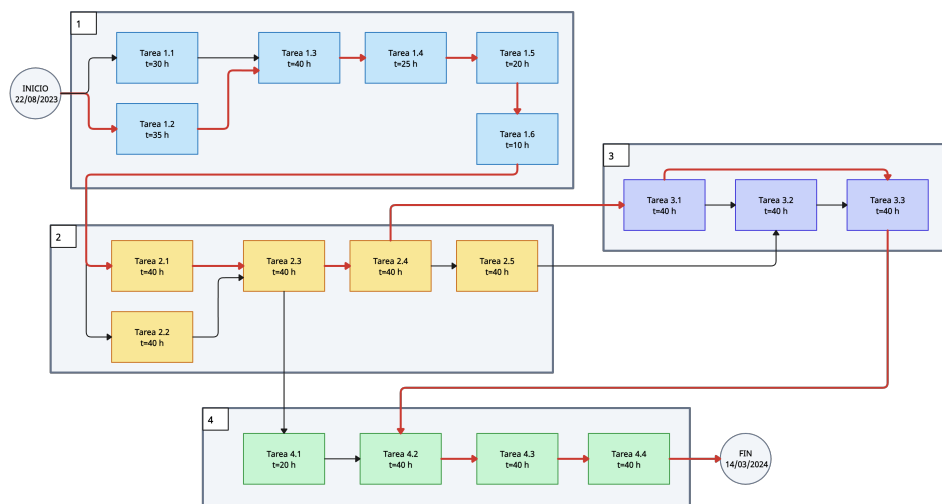 1
Tarea 1.1
t=30 h
Tarea 1.3
t=40 h
Tarea 1.4
t=25 h
Tarea 1.5
t=20 h
INICIO
22/08/2023
Tarea 1.2
t=35 h
Tarea 1.6
t=10 h
3
Tarea 3.1
t=40 h
Tarea 3.2
t=40 h
Tarea 3.3
t=40 h
2
Tarea 2.1
t=40 h
Tarea 2.3
t=40 h
Tarea 2.4
t=40 h
Tarea 2.5
t=40 h
Tarea 2.2
t=40 h
4
Tarea 4.1
t=20 h
Tarea 4.2
t=40 h
Tarea 4.3
t=40 h
Tarea 4.4
t=40 h
FIN
14/03/2024